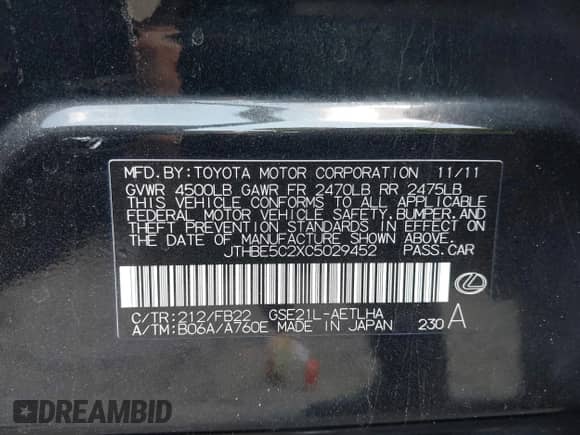 MFD. BY: TOYOTA MOTOR CORPORATION 11/11
GVWR 4500LB GAWR FR 2470LB RR 2475LB
THIS VEHICLE CONFORMS TO ALL APPLICABLE
FEDERAL MOTOR VEHICLE SAFETY, BUMPER, AND
THEFT PREVENTION STANDARDS IN EFFECT ON
THE DATE OF MANUFACTURE SHOWN ABOVE.
JTHBE5C2XC5029452 PASS. CAR
C/TR: 212/FB22 GSE21L-AETLHA
A/TM: B06A/A760E MADE IN JAPAN 230 A
DREAMBID